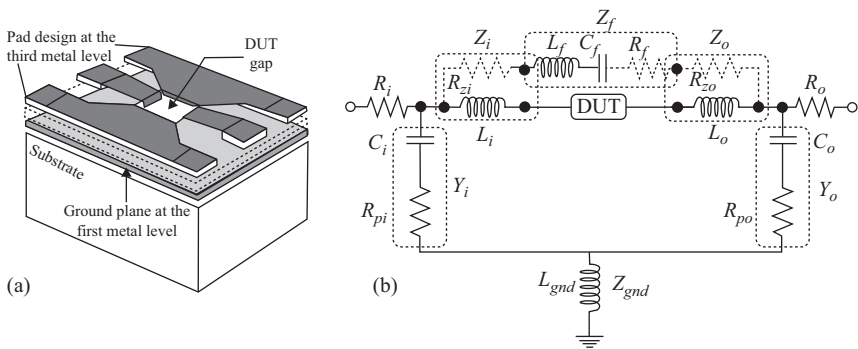 Pad design at the
third metal level
DUT
gap
Substrate
Ground plane at the
first metal level
(a)
Z_f
Z_i
L_f
C_f
R_f
Z_o
R_i
R_zi
R_zo
R_o
L_i
DUT
L_o
C_i
C_o
Y_i
Y_o
R_pi
R_po
(b)
L_gnd
Z_gnd